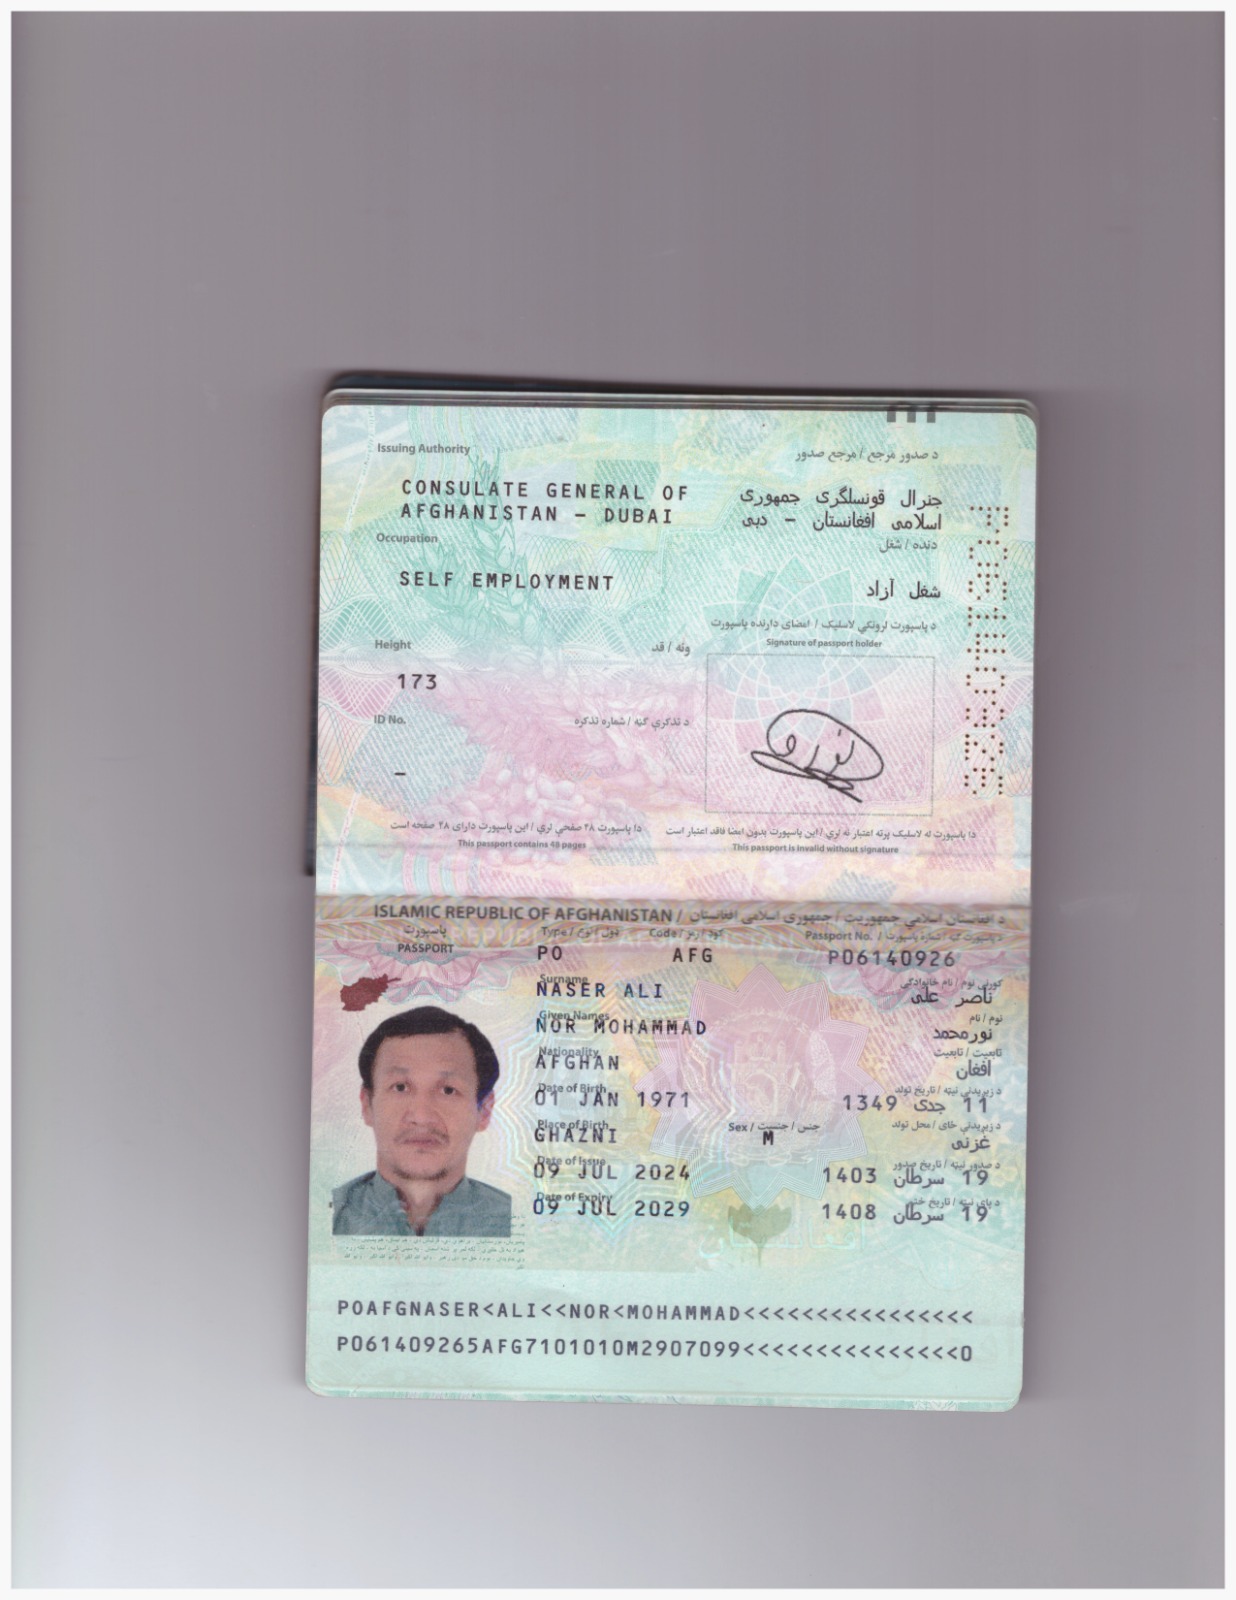 Issuing Authority
د صدور مرجع / مرجع صدور
CONSULATE GENERAL OF
AFGHANISTAN - DUBAI
جنرال قونسلگری جمهوری
اسلامی افغانستان - دبی
Occupation
دنده / شغل
SELF EMPLOYMENT
شغل آزاد
د پاسپورت لرونکي لاسلیک / امضای دارنده پاسپورت
Signature of passport holder
Height
ونه / قد
173
ID No.
د تذکرې ګڼه / شماره تذکره
-
دا پاسپورت ۴۸ صفحې لري / این پاسپورت دارای ۴۸ صفحه است
This passport contains 48 pages
دا پاسپورت له لاسلیک پرته اعتبار نه لري / این پاسپورت بدون امضا فاقد اعتبار است
This passport is invalid without signature
P06140926
ISLAMIC REPUBLIC OF AFGHANISTAN / د افغانستان اسلامي جمهوریت / جمهوری اسلامی افغانستان
پاسپورت
PASSPORT
Type / ډول / نوع
Code / کود / رمز
Passport No. / د پاسپورت ګڼه / شماره پاسپورت
PO
AFG
P06140926
Surname
کورنۍ نوم / نام خانوادگی
NASER ALI
ناصر علی
Given Names
نوم / نام
NOR MOHAMMAD
نورمحمد
Nationality
تابعیت / تابعیت
AFGHAN
افغان
Date of Birth
د زیږیدنې نیټه / تاریخ تولد
01 JAN 1971
11 جدی 1349
Place of Birth
Sex / جنس / جنسیت
د زیږیدنې ځای / محل تولد
GHAZNI
M
غزنی
Date of Issue
د صدور نیټه / تاریخ صدور
09 JUL 2024
19 سرطان 1403
Date of Expiry
د پای نیټه / تاریخ ختم
09 JUL 2029
19 سرطان 1408
POAFGNASER<ALI<<NOR<MOHAMMAD<<<<<<<<<<<<<<<<
P061409265AFG7101010M2907099<<<<<<<<<<<<<<<0